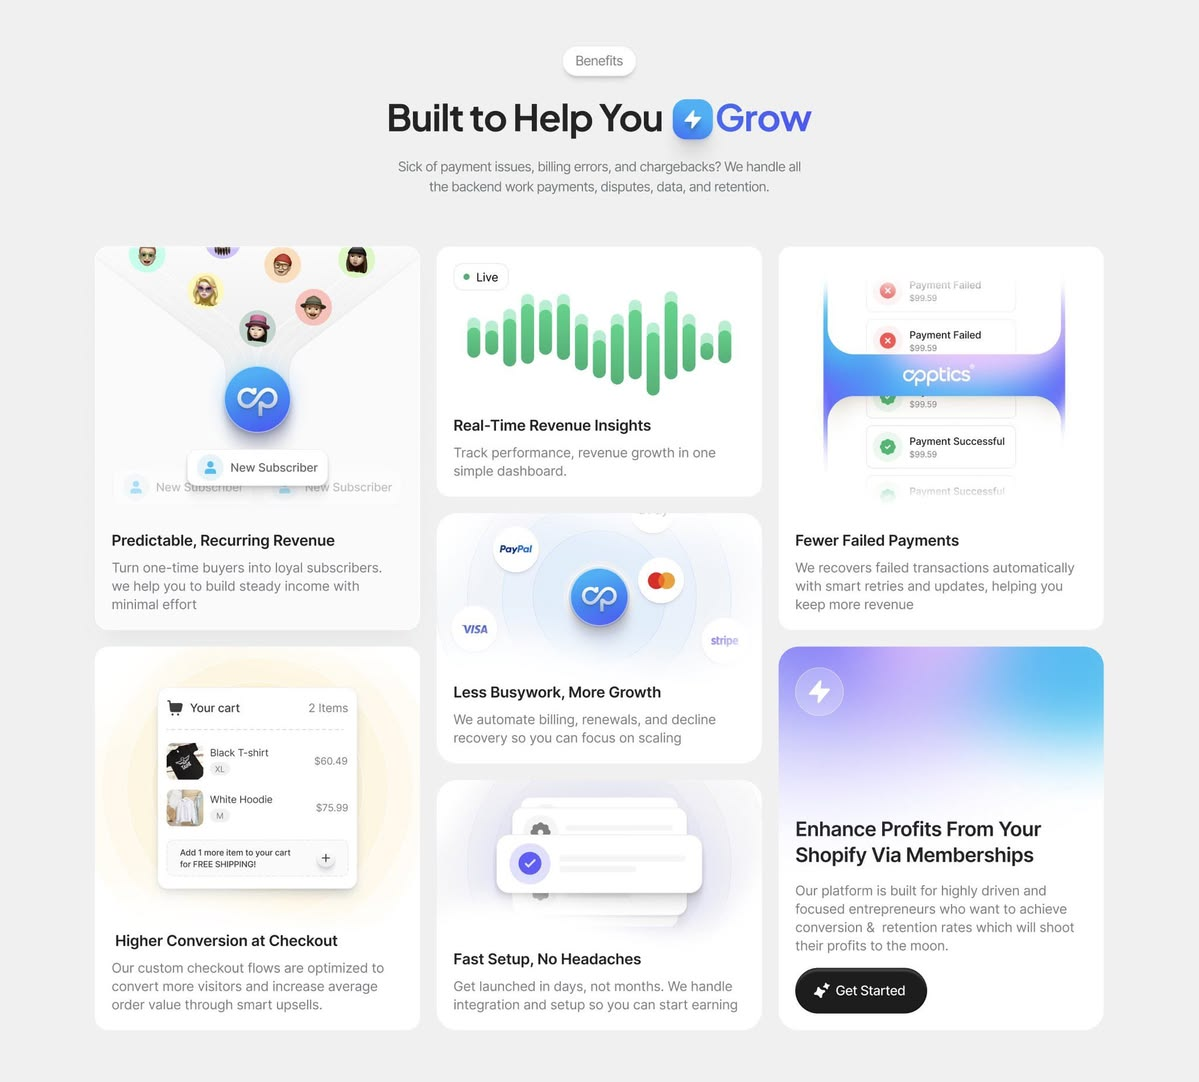 Benefits
Built to Help You Grow
Sick of payment issues, billing errors, and chargebacks? We handle all
the backend work payments, disputes, data, and retention.
New Subscriber
New Subscriber
New Subscriber
Predictable, Recurring Revenue
Turn one-time buyers into loyal subscribers.
we help you to build steady income with
minimal effort
Live
Real-Time Revenue Insights
Track performance, revenue growth in one
simple dashboard.
Payment Failed
$99.59
Payment Failed
$99.59
apptics
$99.59
Payment Successful
$99.59
Payment Successful
Fewer Failed Payments
We recovers failed transactions automatically
with smart retries and updates, helping you
keep more revenue
PayPal
VISA
stripe
Less Busywork, More Growth
We automate billing, renewals, and decline
recovery so you can focus on scaling
Your cart
2 Items
Black T-shirt
XL
$60.49
White Hoodie
M
$75.99
Add 1 more item to your cart
for FREE SHIPPING!
Higher Conversion at Checkout
Our custom checkout flows are optimized to
convert more visitors and increase average
order value through smart upsells.
Fast Setup, No Headaches
Get launched in days, not months. We handle
integration and setup so you can start earning
Enhance Profits From Your
Shopify Via Memberships
Our platform is built for highly driven and
focused entrepreneurs who want to achieve
conversion &  retention rates which will shoot
their profits to the moon.
Get Started